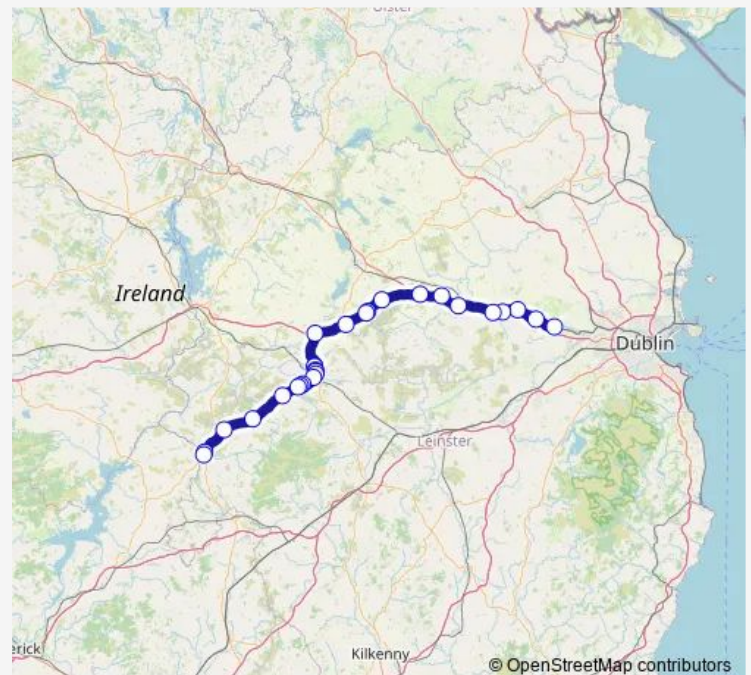 Ulster
Ireland
Dublin
Leinster
Kilkenny
erick
© OpenStreetMap contributors